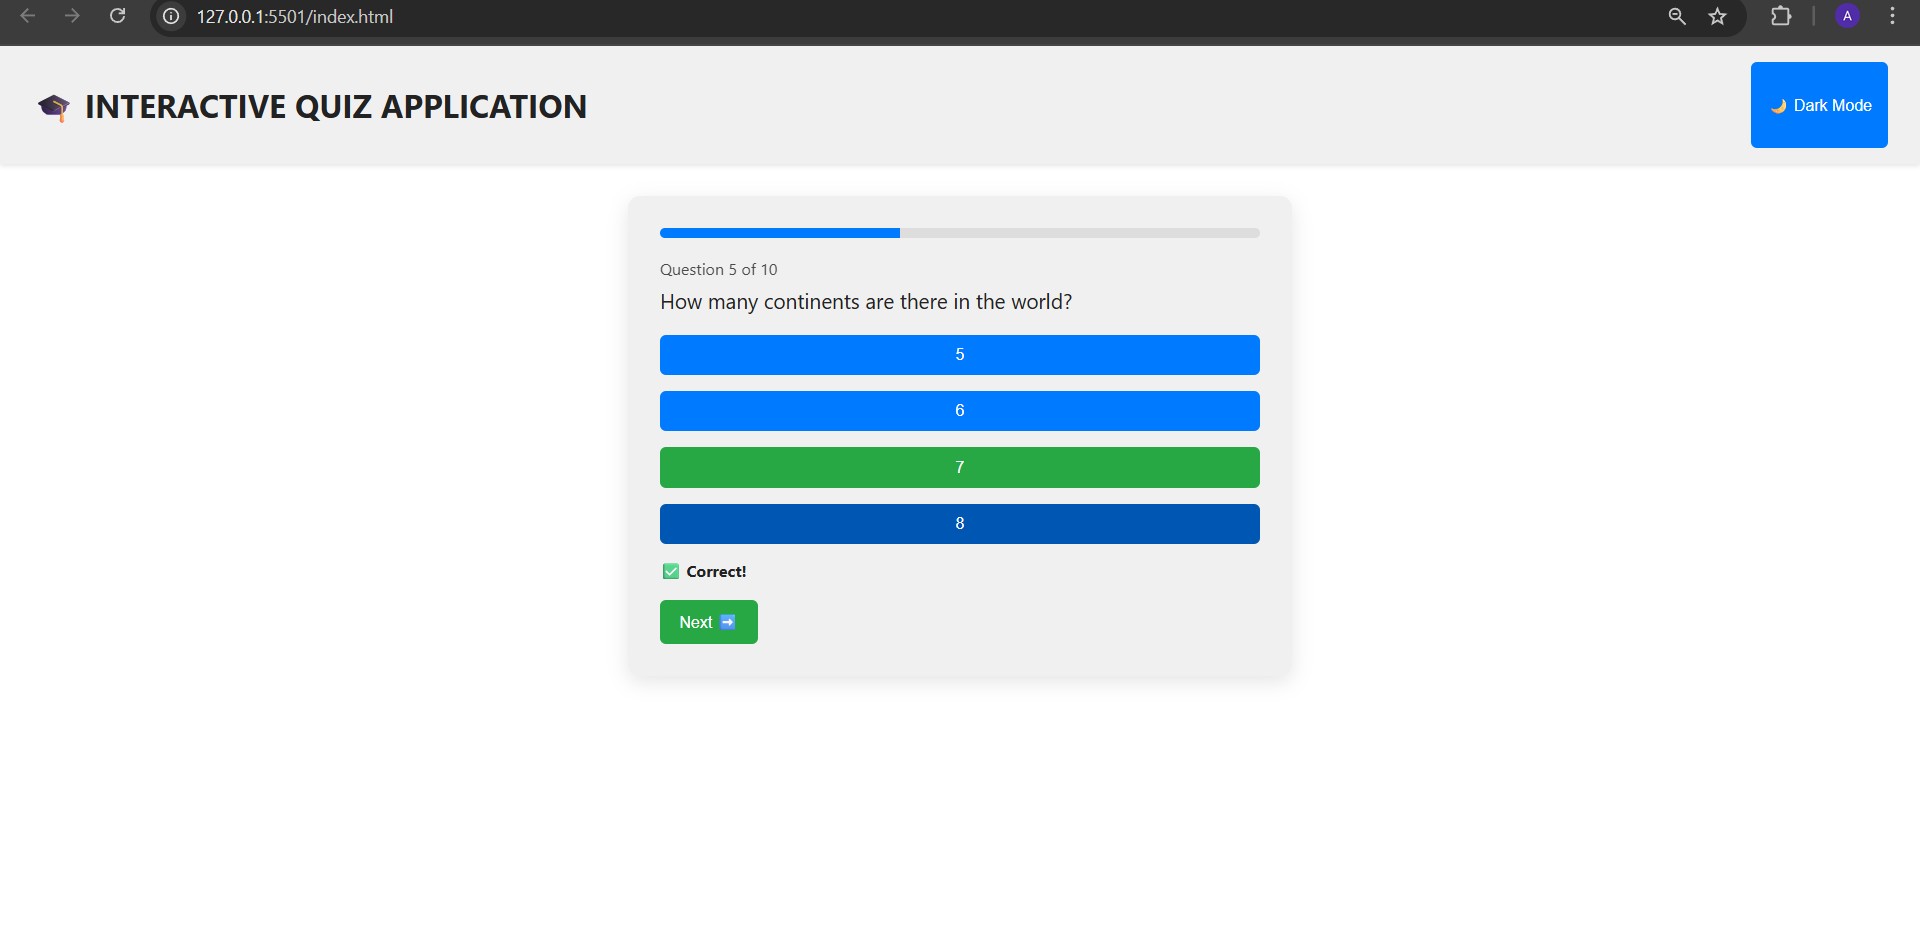 127.0.0.1:5501/index.html
A
🎓 INTERACTIVE QUIZ APPLICATION
🌙 Dark Mode
Question 5 of 10
How many continents are there in the world?
5
6
7
8
✅ Correct!
Next ➡️